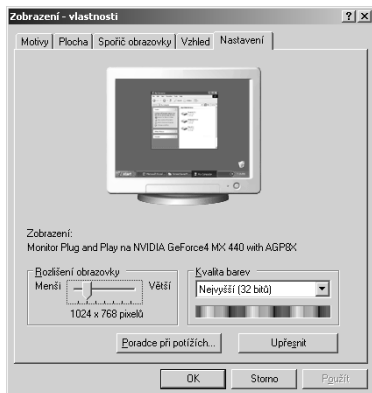 Zobrazení - vlastnosti
Motivy Plocha Spořič obrazovky Vzhled Nastavení
Zobrazení:
Monitor Plug and Play na NVIDIA GeForce4 MX 440 with AGP8X
Rozlišení obrazovky
Menši Větší
1024 x 768 pixelů
Kvalita barev
Nejvyšší (32 bitů)
Poradce při potížích... Upřesnit
OK Storno Použít